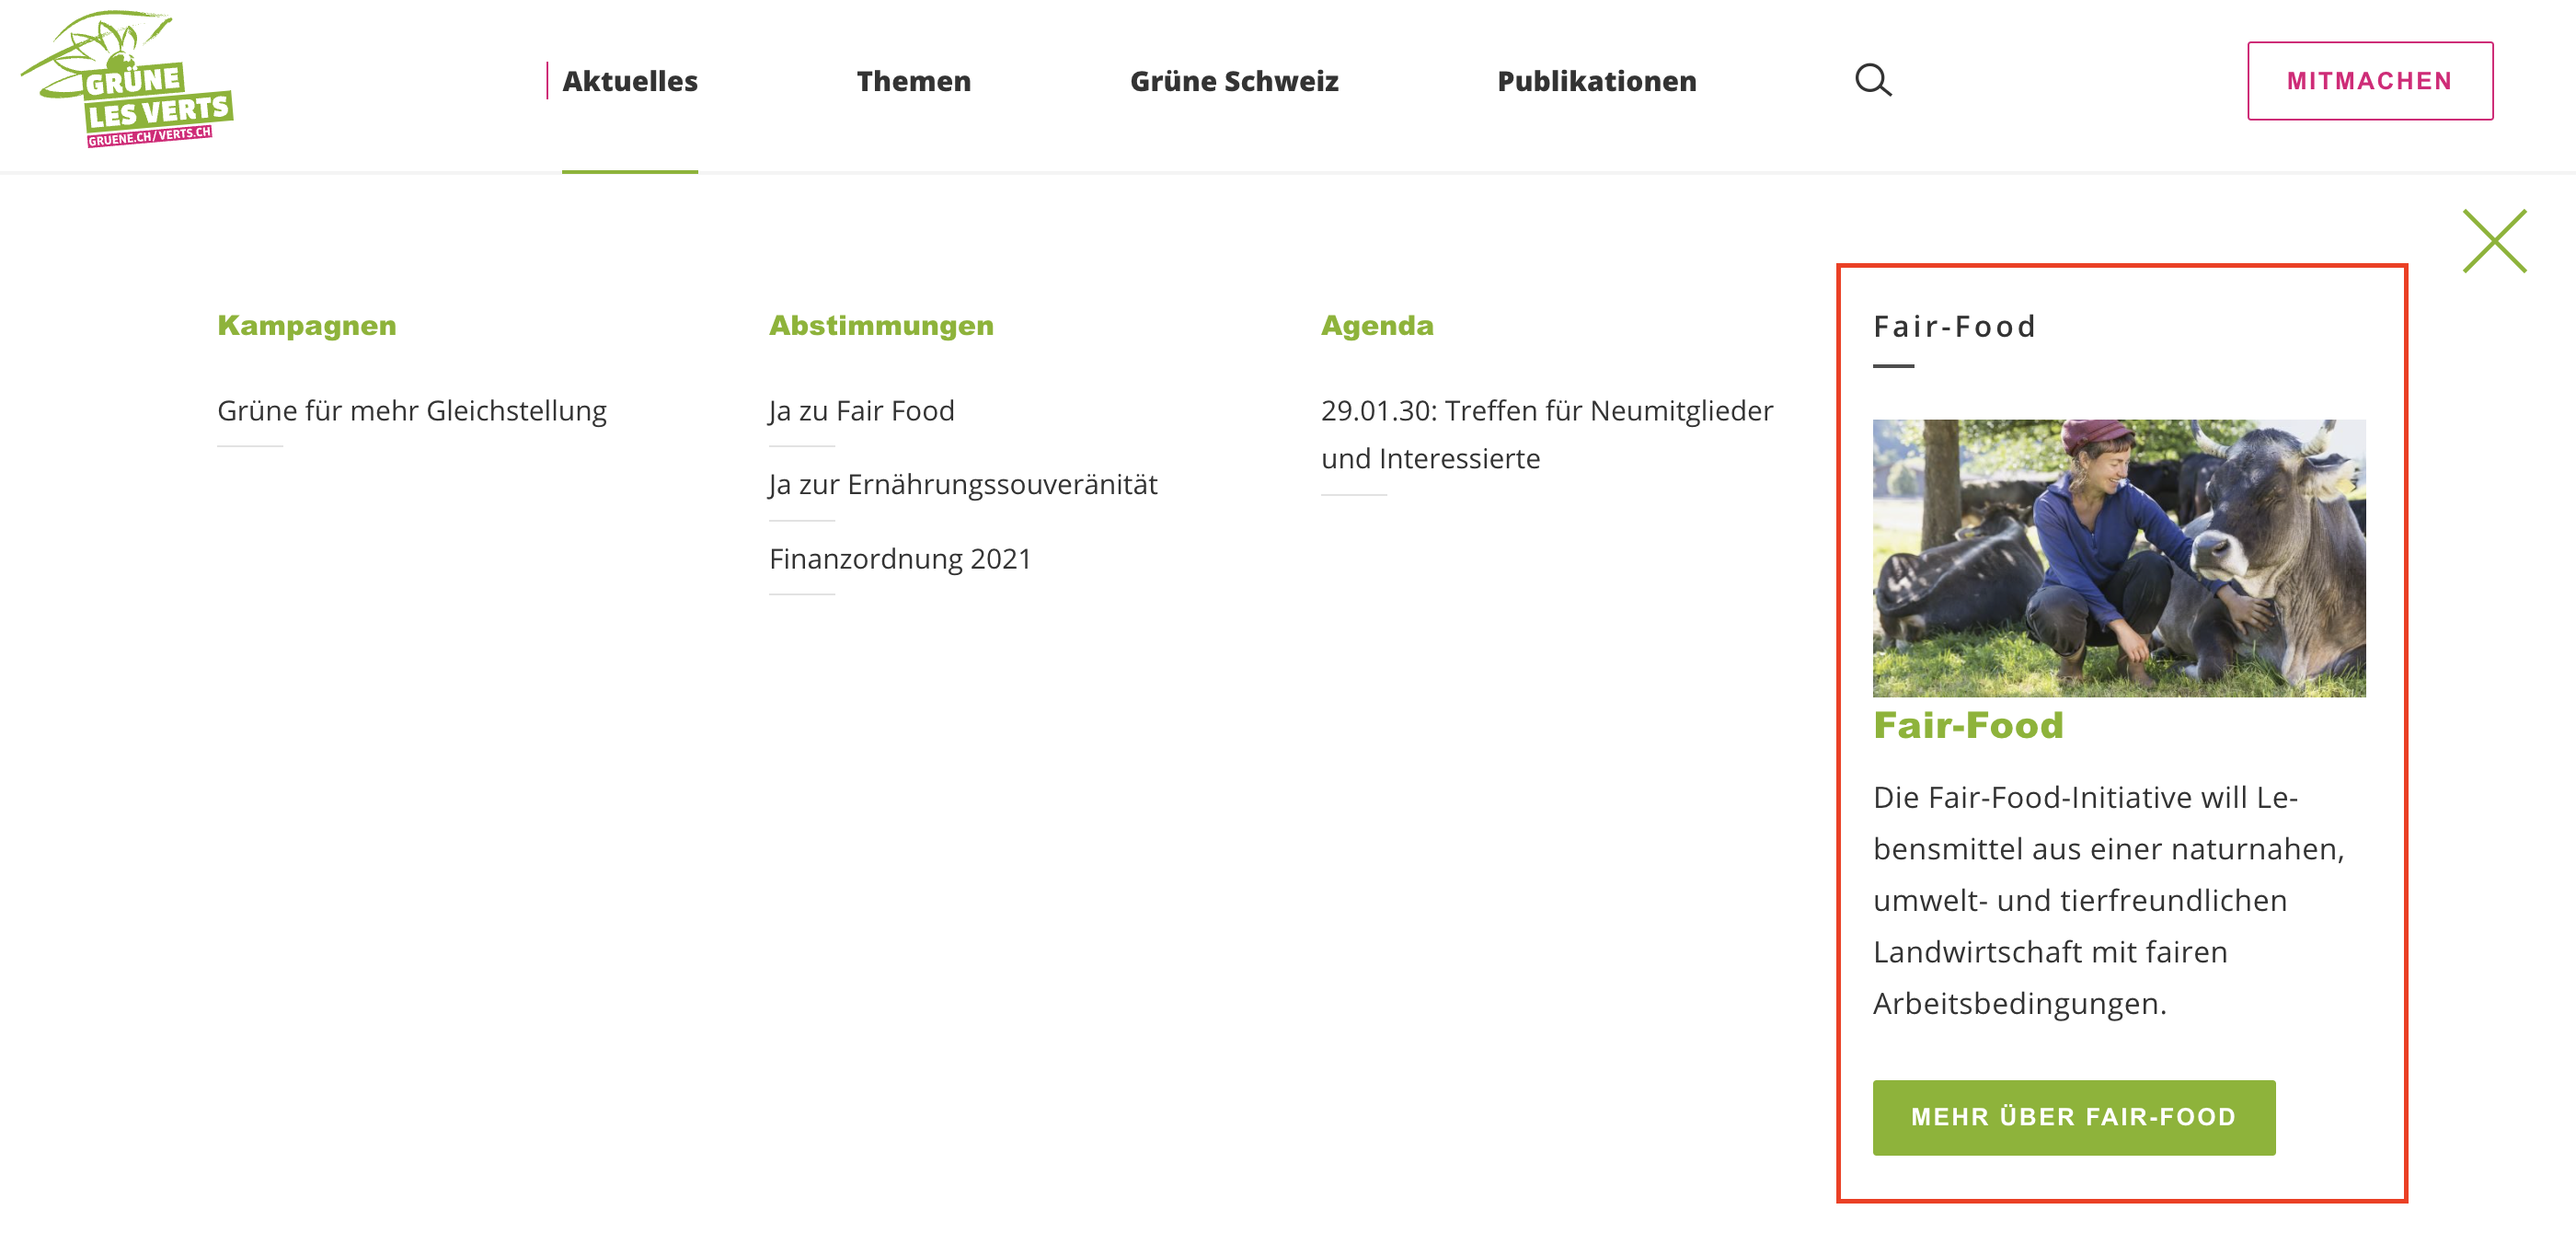 GRÜNE
LES VERTS
GRUENE.CH/VERTS.CH
Aktuelles
Themen
Grüne Schweiz
Publikationen
MITMACHEN
Kampagnen
Grüne für mehr Gleichstellung
Abstimmungen
Ja zu Fair Food
Ja zur Ernährungssouveränität
Finanzordnung 2021
Agenda
29.01.30: Treffen für Neumitglieder
und Interessierte
Fair-Food
Fair-Food
Die Fair-Food-Initiative will Le-
bensmittel aus einer naturnahen,
umwelt- und tierfreundlichen
Landwirtschaft mit fairen
Arbeitsbedingungen.
MEHR ÜBER FAIR-FOOD